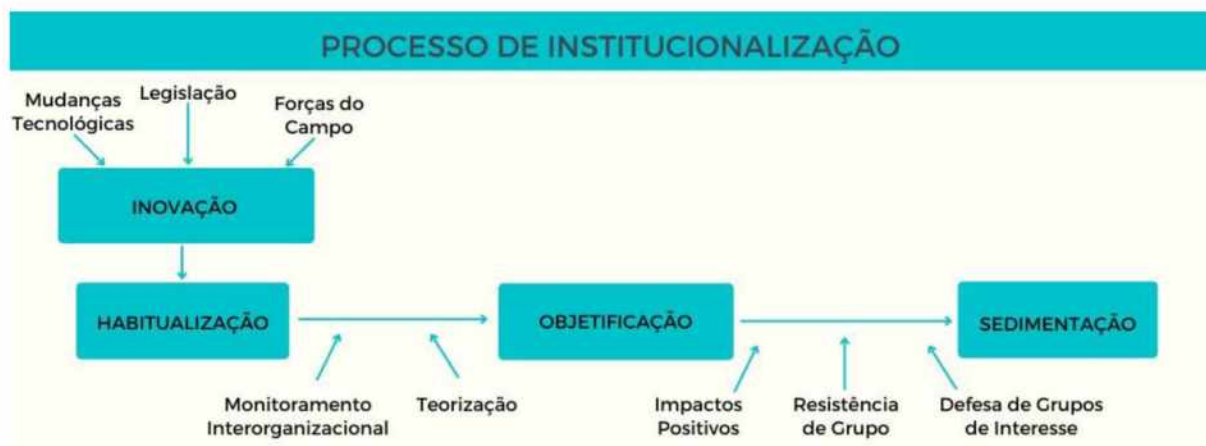 PROCESSO DE INSTITUCIONALIZAÇÃO
Mudanças
Tecnológicas
Legislação
Forças do
Campo
INOVAÇÃO
HABITUALIZAÇÃO
OBJETIFICAÇÃO
SEDIMENTAÇÃO
Monitoramento
Interorganizacional
Teorização
Impactos
Positivos
Resistência
de Grupo
Defesa de Grupos
de Interesse